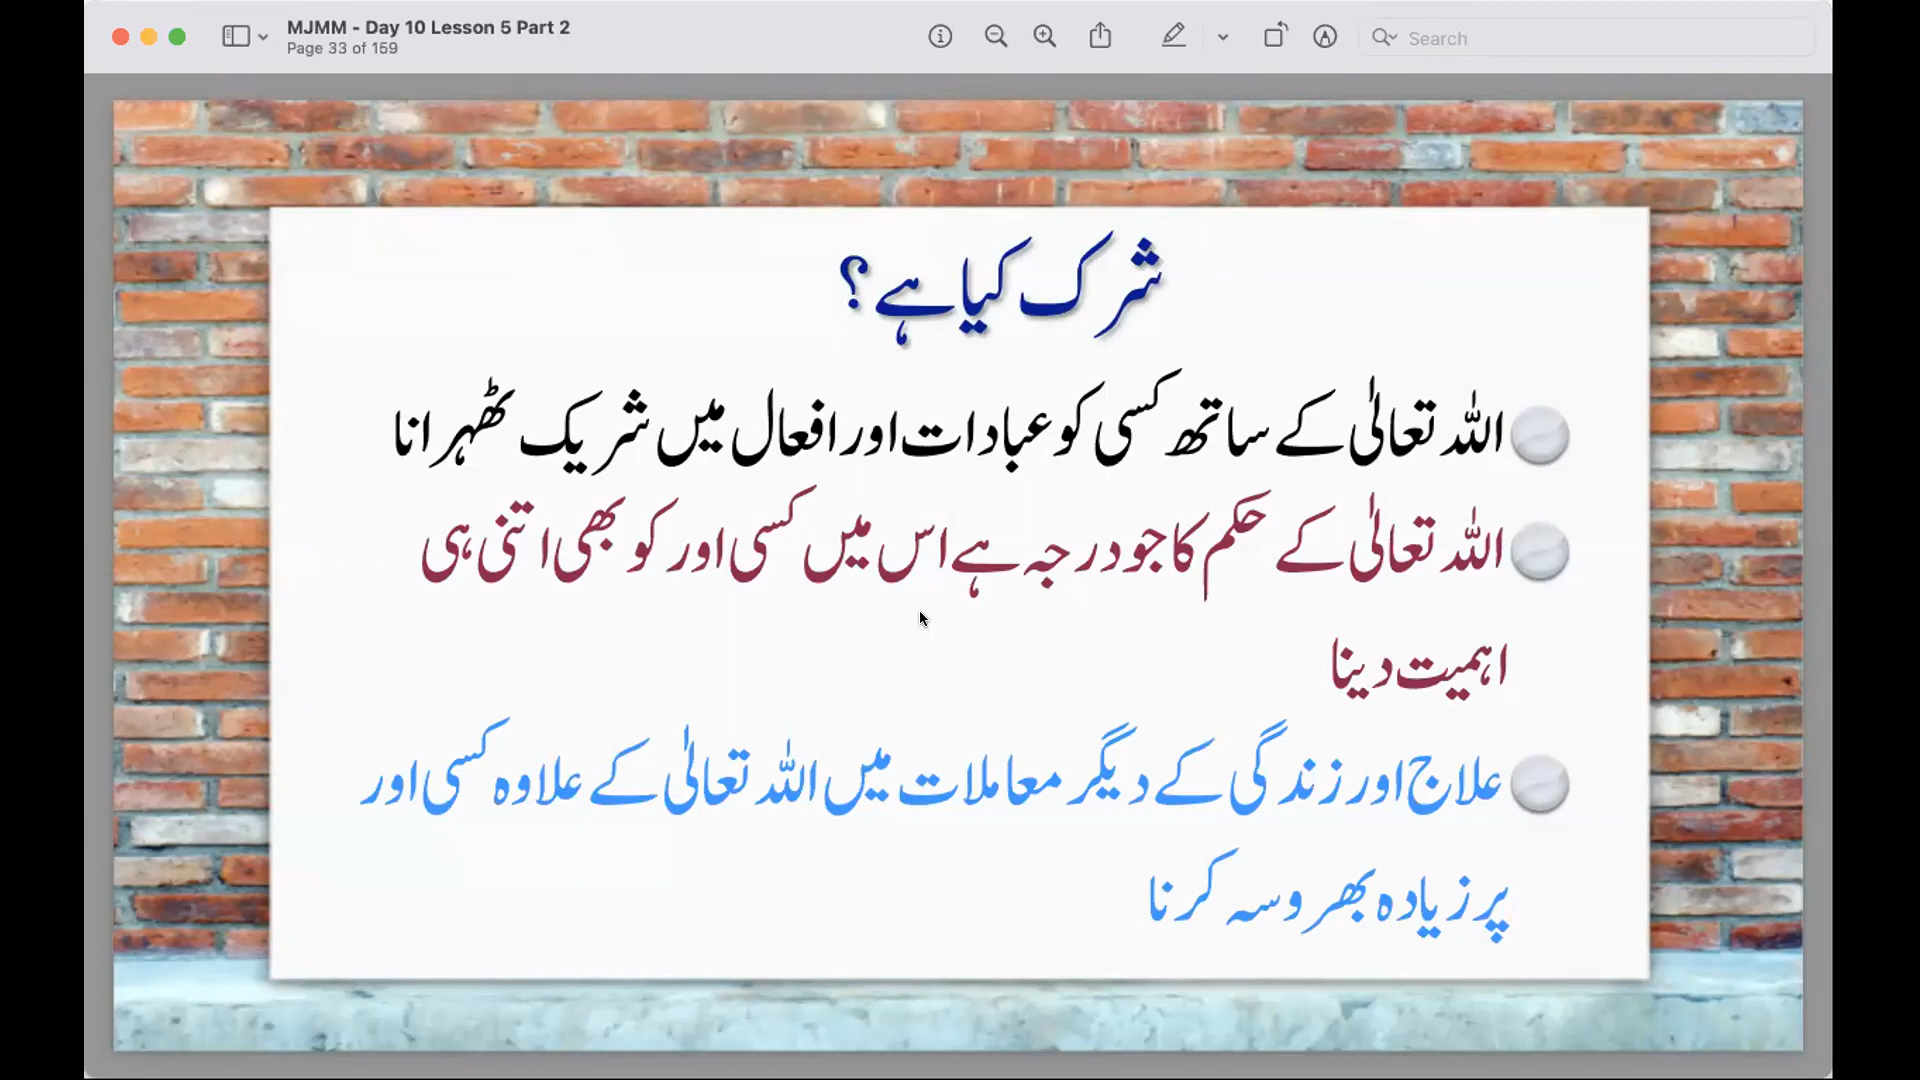 MJMM - Day 10 Lesson 5 Part 2
Page 33 of 159
Search
شرک کیا ہے؟
اللہ تعالیٰ کے ساتھ کسی کو عبادات اور افعال میں شریک ٹھہرانا
اللہ تعالیٰ کے حکم کا جو درجہ ہے اس میں کسی اور کو بھی اتنی ہی
اہمیت دینا
علاج اور زندگی کے دیگر معاملات میں اللہ تعالیٰ کے علاوہ کسی اور
پر زیادہ بھروسہ کرنا